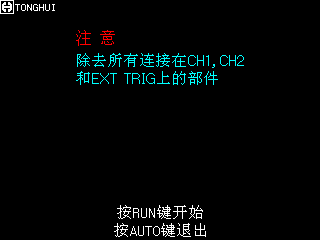 TONGHUI
注 意
除去所有连接在CH1,CH2
和EXT TRIG上的部件
按RUN键开始
按AUTO键退出